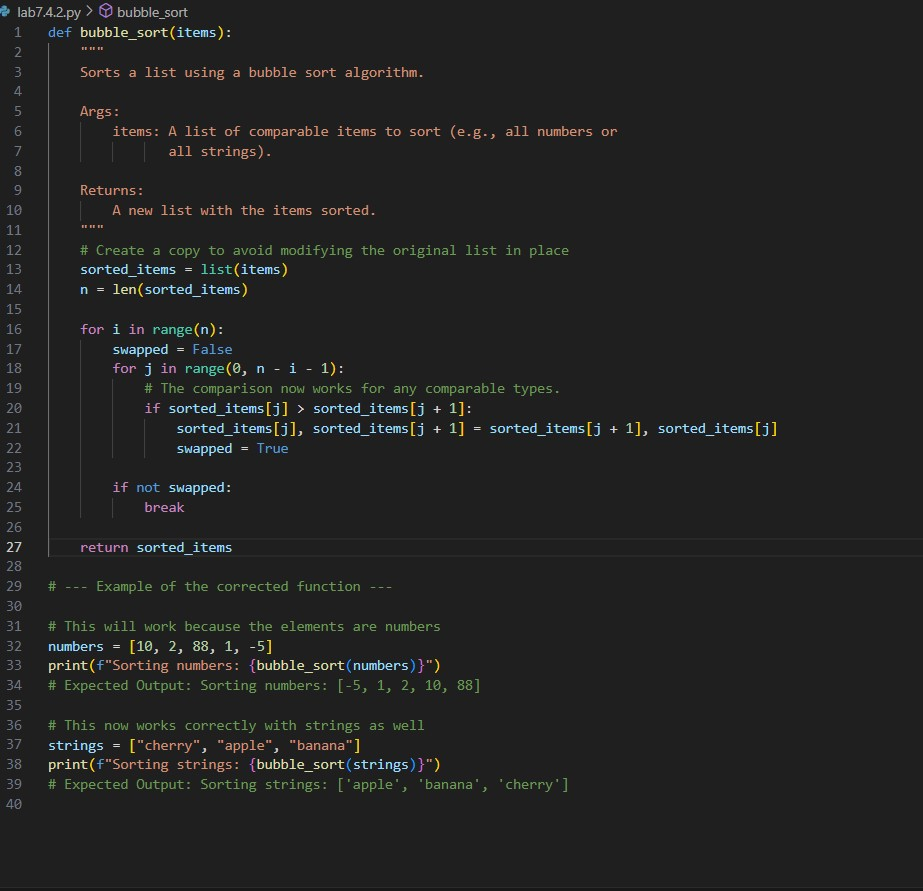 lab7.4.2.py > bubble_sort
1 def bubble_sort(items):
2     """
3     Sorts a list using a bubble sort algorithm.
4
5     Args:
6         items: A list of comparable items to sort (e.g., all numbers or
7                all strings).
8
9     Returns:
10         A new list with the items sorted.
11     """
12     # Create a copy to avoid modifying the original list in place
13     sorted_items = list(items)
14     n = len(sorted_items)
15
16     for i in range(n):
17         swapped = False
18         for j in range(0, n - i - 1):
19             # The comparison now works for any comparable types.
20             if sorted_items[j] > sorted_items[j + 1]:
21                 sorted_items[j], sorted_items[j + 1] = sorted_items[j + 1], sorted_items[j]
22                 swapped = True
23
24         if not swapped:
25             break
26
27     return sorted_items
28
29 # --- Example of the corrected function ---
30
31 # This will work because the elements are numbers
32 numbers = [10, 2, 88, 1, -5]
33 print(f"Sorting numbers: {bubble_sort(numbers)}")
34 # Expected Output: Sorting numbers: [-5, 1, 2, 10, 88]
35
36 # This now works correctly with strings as well
37 strings = ["cherry", "apple", "banana"]
38 print(f"Sorting strings: {bubble_sort(strings)}")
39 # Expected Output: Sorting strings: ['apple', 'banana', 'cherry']
40